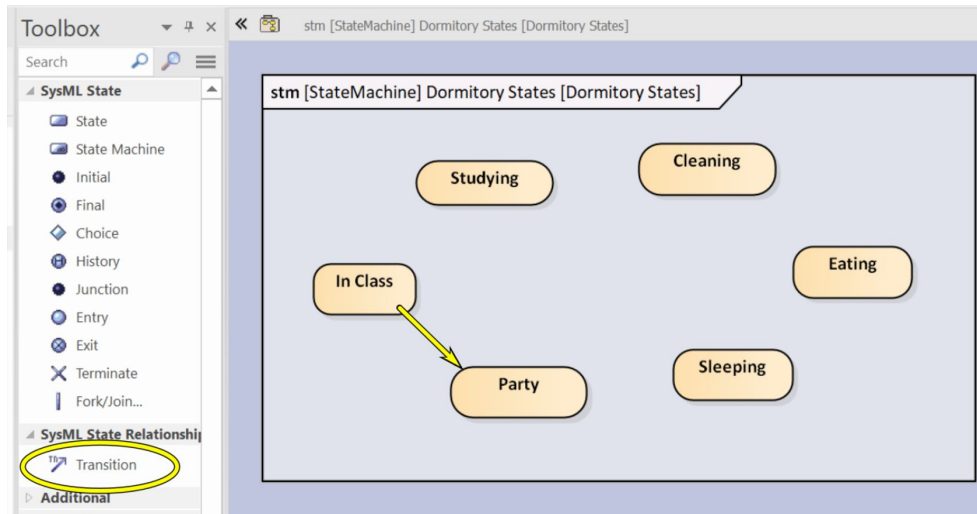 Toolbox
Search
SysML State
State
State Machine
Initial
Final
Choice
History
Junction
Entry
Exit
Terminate
Fork/Join...
SysML State Relationship
Transition
Additional
stm [StateMachine] Dormitory States [Dormitory States]
stm [StateMachine] Dormitory States [Dormitory States]
Studying
Cleaning
In Class
Eating
Party
Sleeping